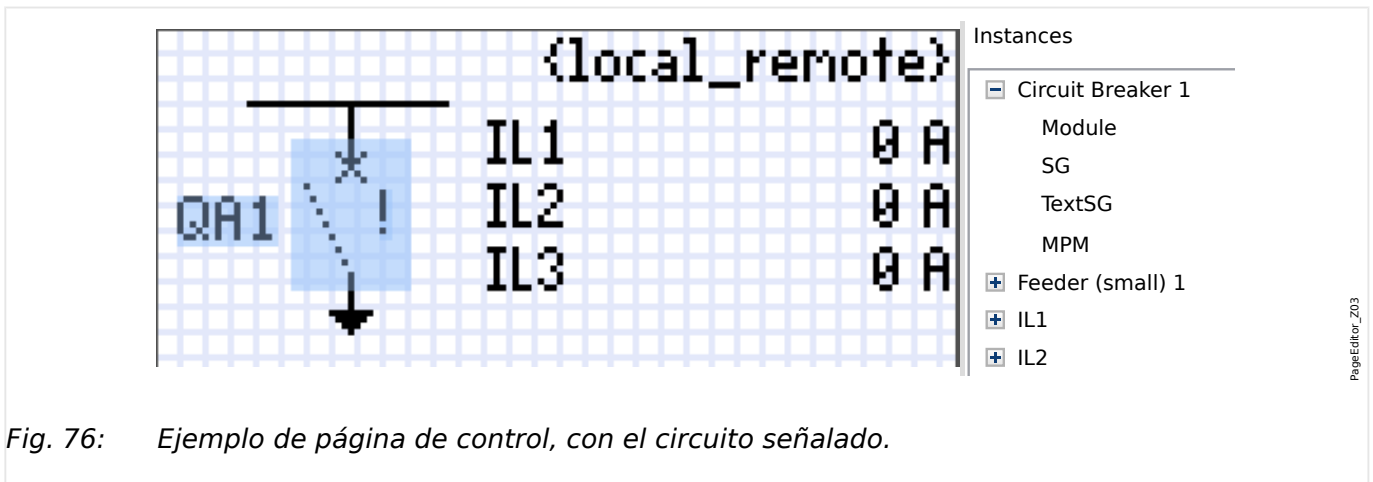 {local_remote}
QA1 !
IL1 0 A
IL2 0 A
IL3 0 A
Instances
Circuit Breaker 1
Module
SG
TextSG
MPM
Feeder (small) 1
IL1
IL2
PageEditor_Z03
Fig. 76: Ejemplo de página de control, con el circuito señalado.